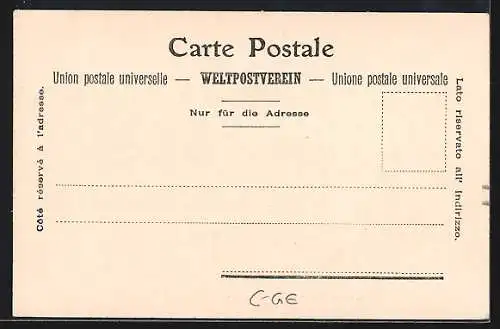 Carte Postale
Union postale universelle — WELTPOSTVEREIN — Unione postale universale
Nur für die Adresse
Côté réservé à l'adresse.
Lato riservato all' Indirizzo.
C-GE